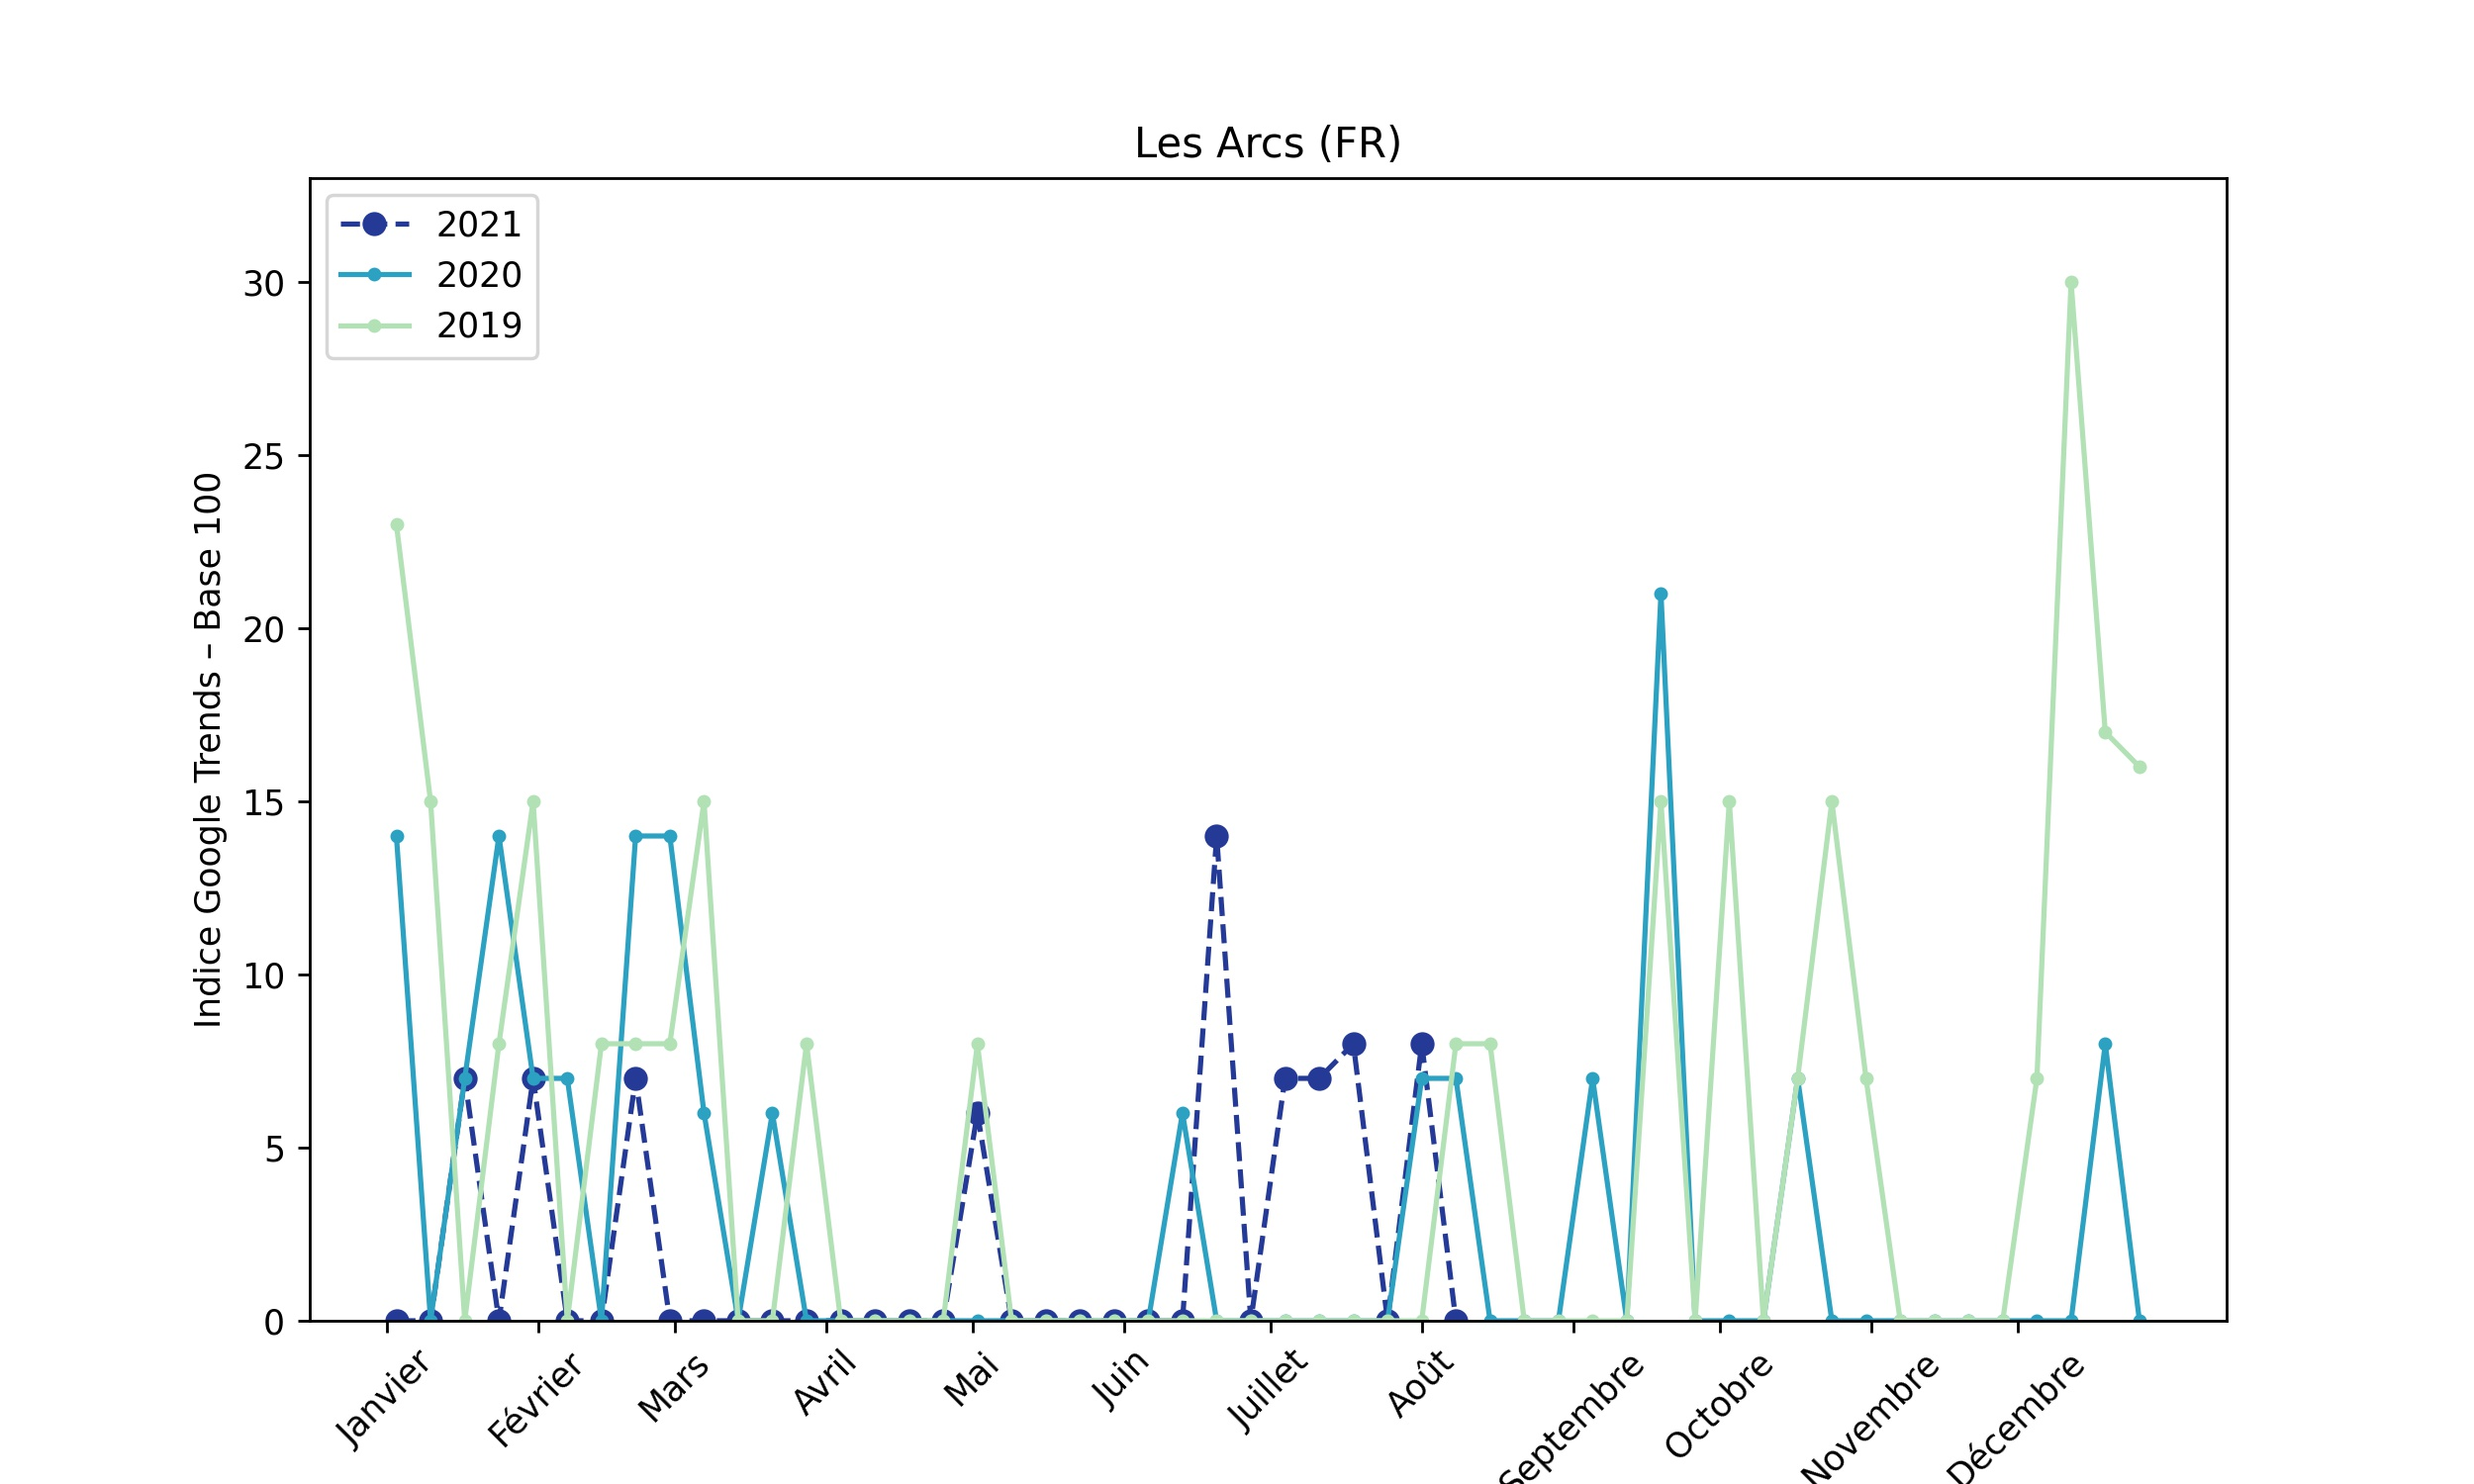 Les Arcs (FR)
2021
2020
2019
Indice Google Trends – Base 100
30
25
20
15
10
5
0
Janvier
Février
Mars
Avril
Mai
Juin
Juillet
Août
Septembre
Octobre
Novembre
Décembre